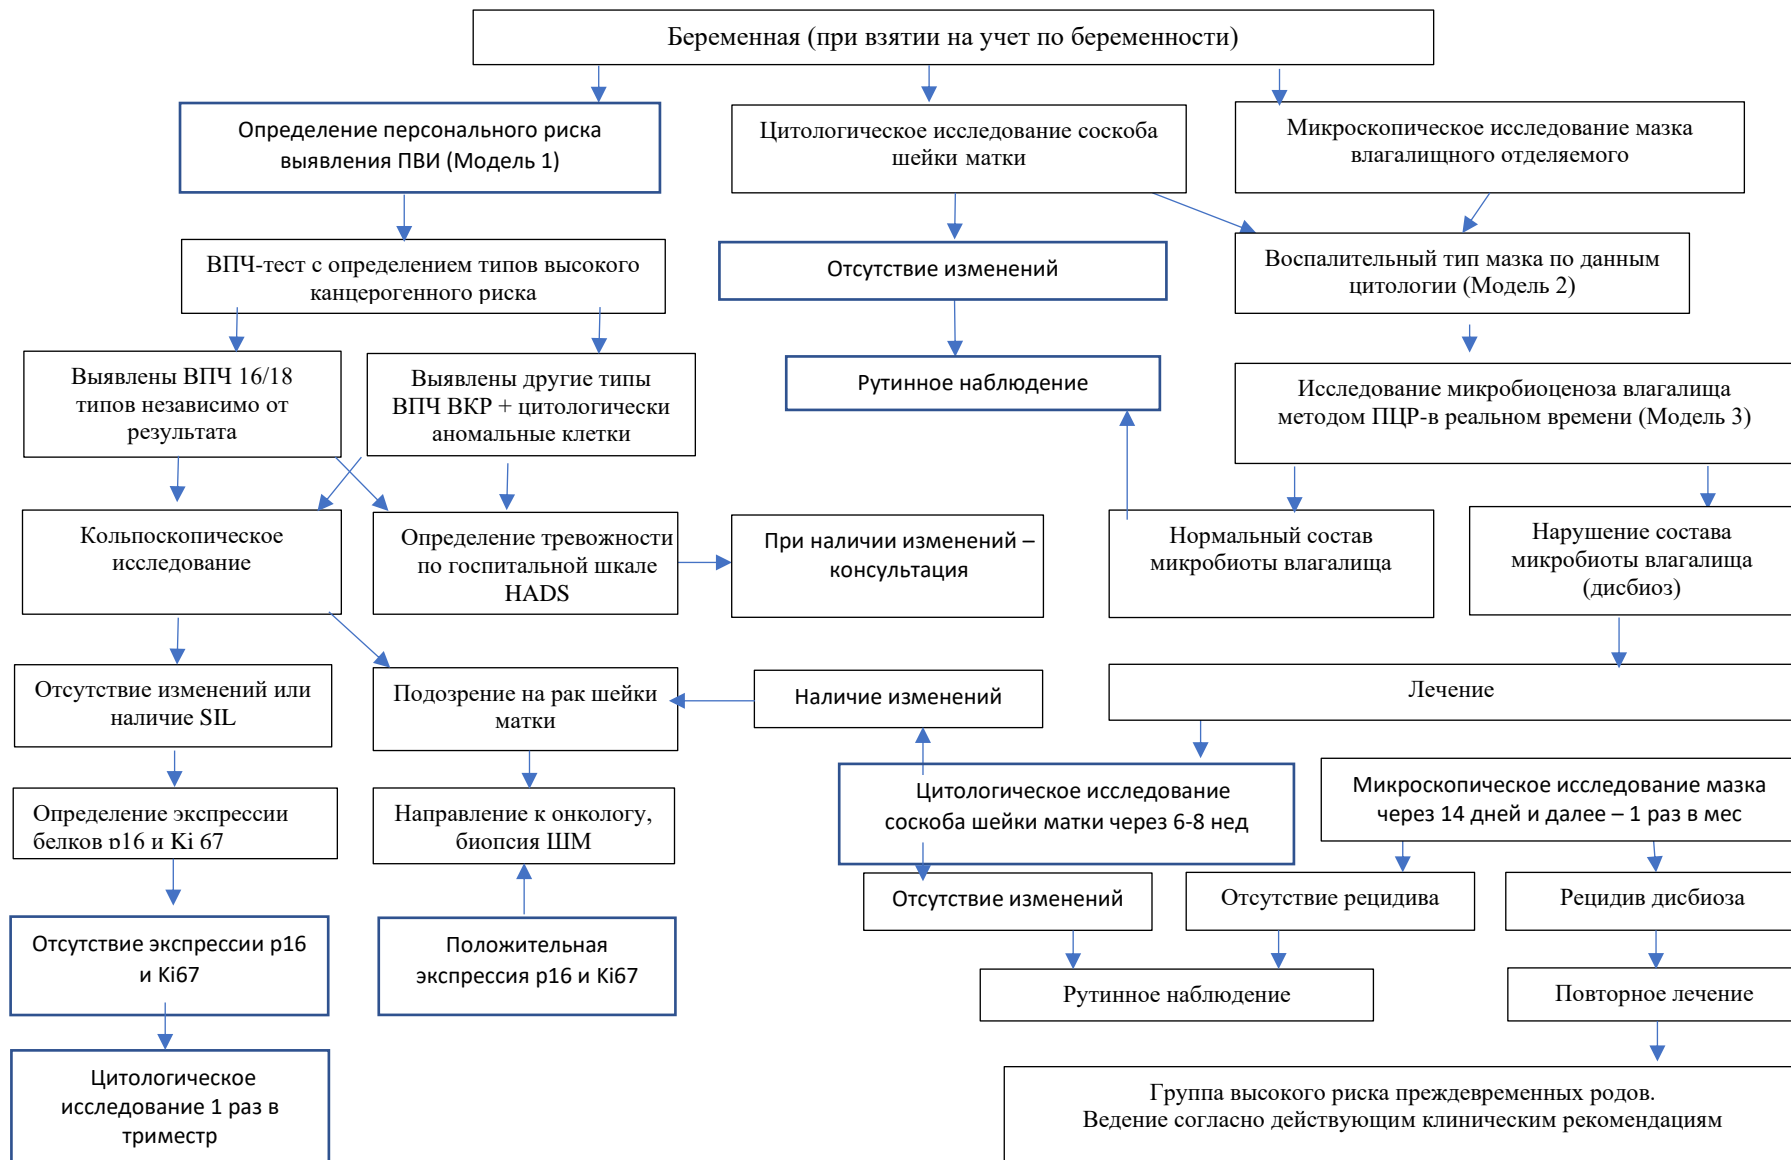 Беременная (при взятии на учет по беременности)
Определение персонального риска
выявления ПВИ (Модель 1)
Цитологическое исследование соскоба
шейки матки
Микроскопическое исследование мазка
влагалищного отделяемого
ВПЧ-тест с определением типов высокого
канцерогенного риска
Отсутствие изменений
Воспалительный тип мазка по данным
цитологии (Модель 2)
Выявлены ВПЧ 16/18
типов независимо от
результата
Выявлены другие типы
ВПЧ ВКР + цитологически
аномальные клетки
Рутинное наблюдение
Исследование микробиоценоза влагалища
методом ПЦР-в реальном времени (Модель 3)
Кольпоскопическое
исследование
Определение тревожности
по госпитальной шкале
HADS
При наличии изменений –
консультация
Нормальный состав
микробиоты влагалища
Нарушение состава
микробиоты влагалища
(дисбиоз)
Отсутствие изменений или
наличие SIL
Подозрение на рак шейки
матки
Наличие изменений
Лечение
Определение экспрессии
белков р16 и Ki 67
Направление к онкологу,
биопсия ШМ
Цитологическое исследование
соскоба шейки матки через 6-8 нед
Микроскопическое исследование мазка
через 14 дней и далее – 1 раз в мес
Отсутствие изменений
Отсутствие рецидива
Рецидив дисбиоза
Отсутствие экспрессии р16
и Ki67
Положительная
экспрессия р16 и Ki67
Рутинное наблюдение
Повторное лечение
Цитологическое
исследование 1 раз в
триместр
Группа высокого риска преждевременных родов.
Ведение согласно действующим клиническим рекомендациям